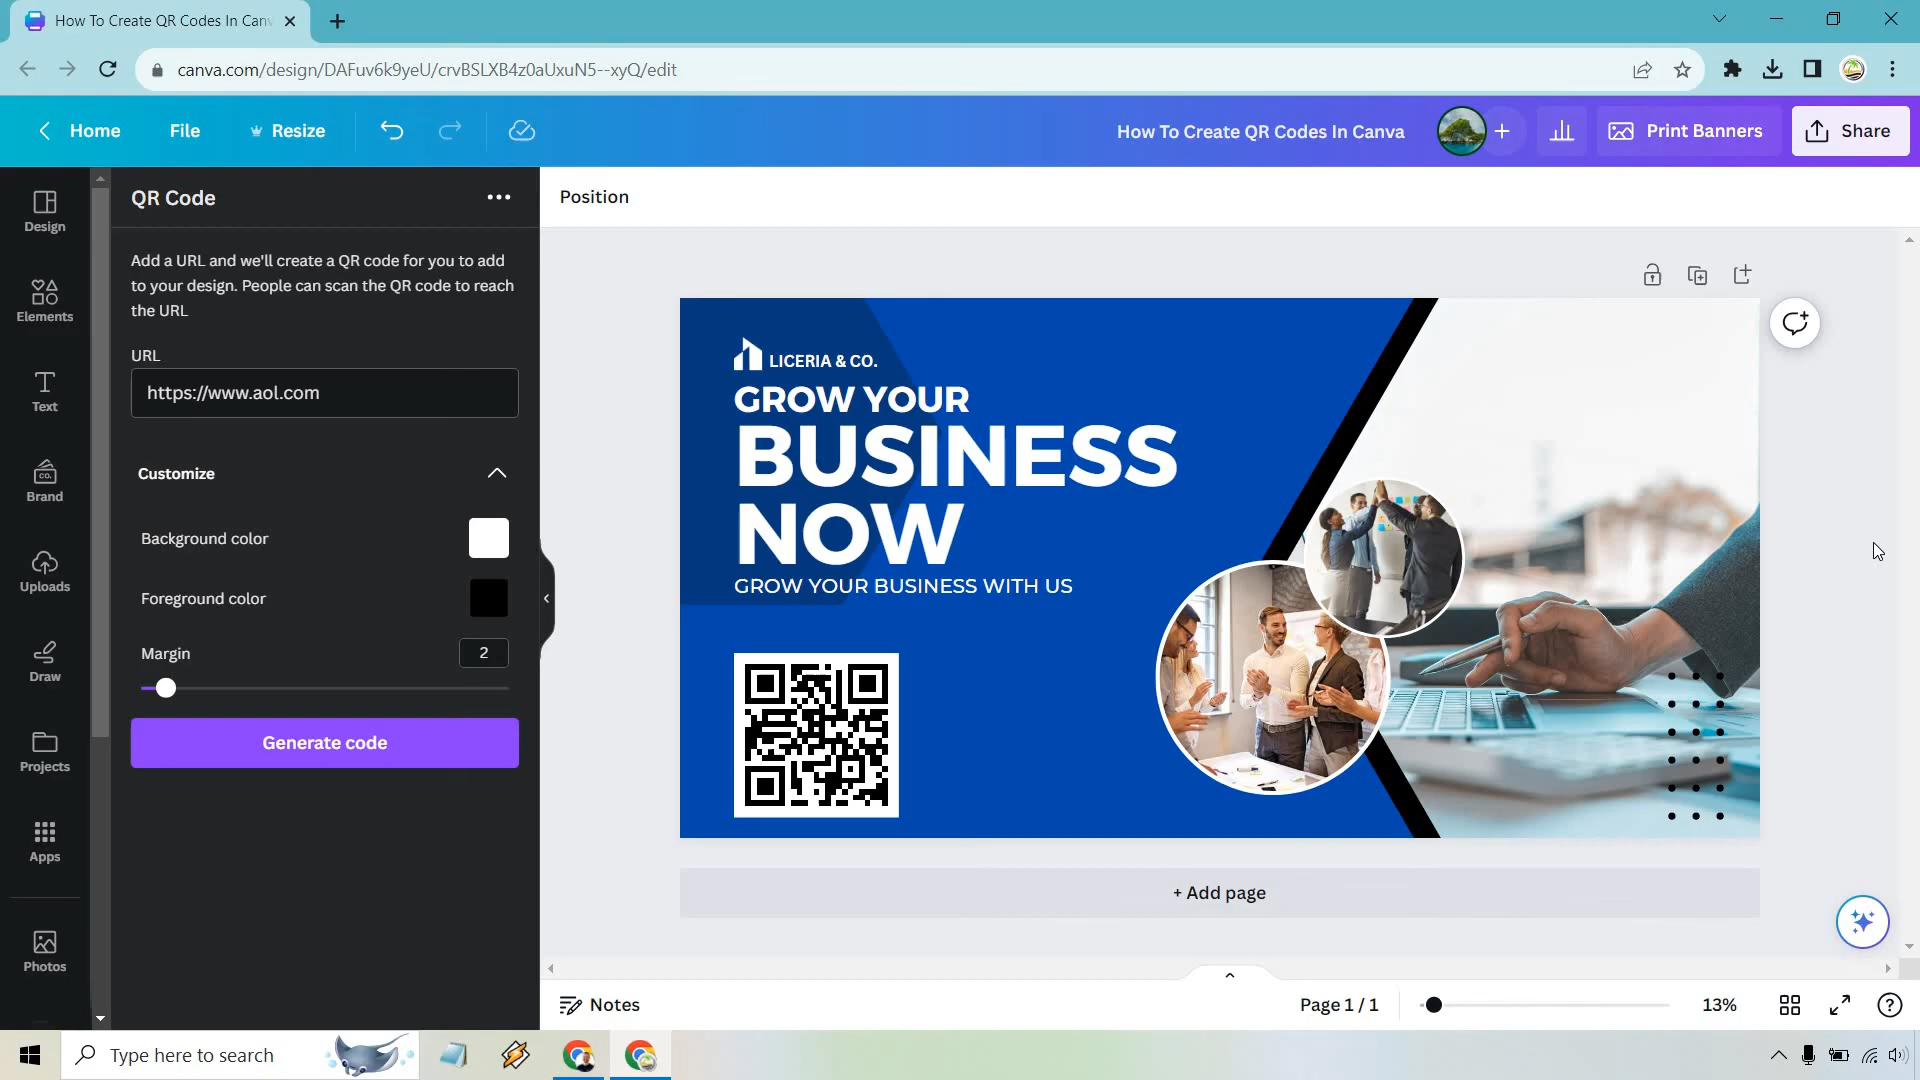 How To Create QR Codes In Can
canva.com/design/DAFuv6k9yeU/crvBSLXB4z0aUxuN5--xyQ/edit
Home
File
Resize
How To Create QR Codes In Canva
Print Banners
Share
Design
Elements
Text
CO.
Brand
Uploads
Draw
Projects
Apps
Photos
QR Code
Add a URL and we'll create a QR code for you to add
to your design. People can scan the QR code to reach
the URL
URL
https://www.aol.com
Customize
Background color
Foreground color
Margin
2
Generate code
Position
LICERIA & CO.
GROW YOUR
BUSINESS
NOW
GROW YOUR BUSINESS WITH US
+ Add page
Notes
Page 1 / 1
13%
Type here to search